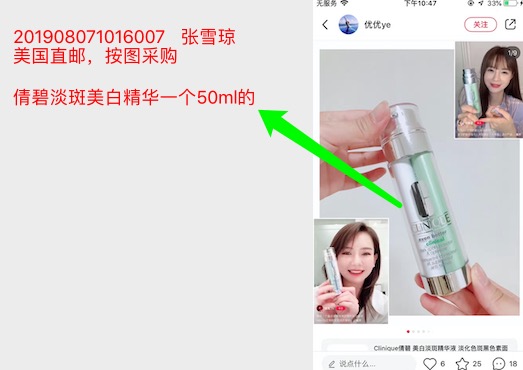 201908071016007 张雪琼
美国直邮，按图采购
倩碧淡斑美白精华一个50ml的
无服务
下午10:47
33%
优优ye
关注
1/9
CLINIQUE
even better
clinical
Clinique倩碧 美白淡斑精华液 淡化色斑黑色素面
说点什么...
6
25
18